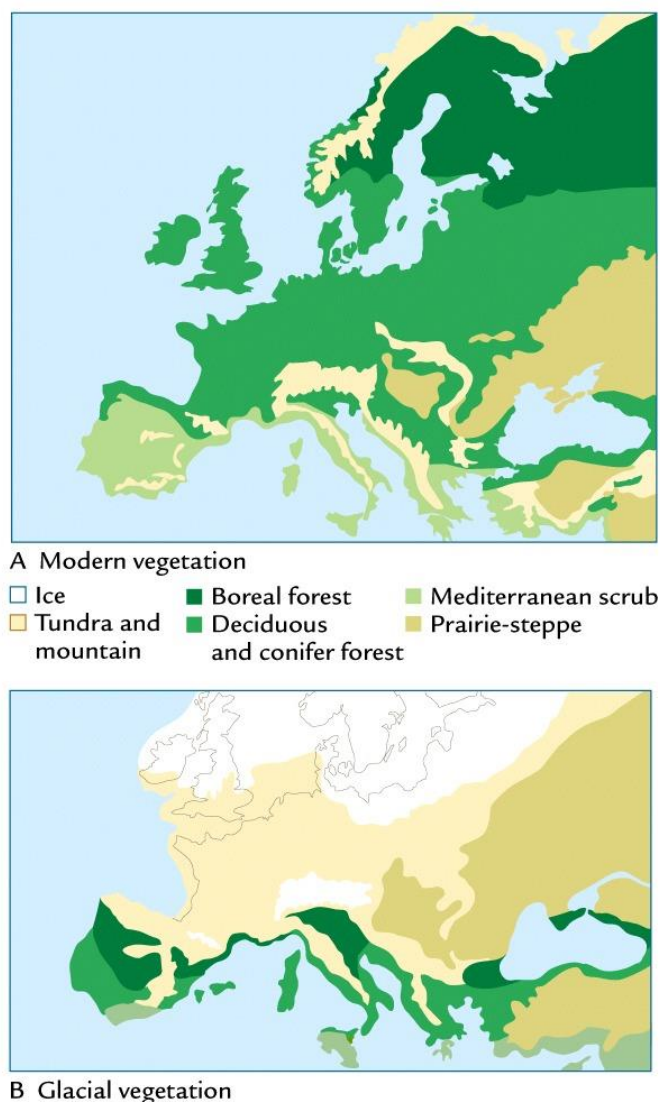 A Modern vegetation
Ice
Boreal forest
Mediterranean scrub
Tundra and
mountain
Deciduous
and conifer forest
Prairie-steppe
B Glacial vegetation